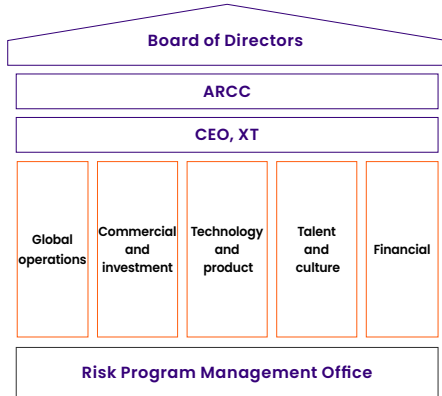 Board of Directors
ARCC
CEO, XT
Global
operations
Commercial
and
investment
Technology
and
product
Talent
and
culture
Financial
Risk Program Management Office